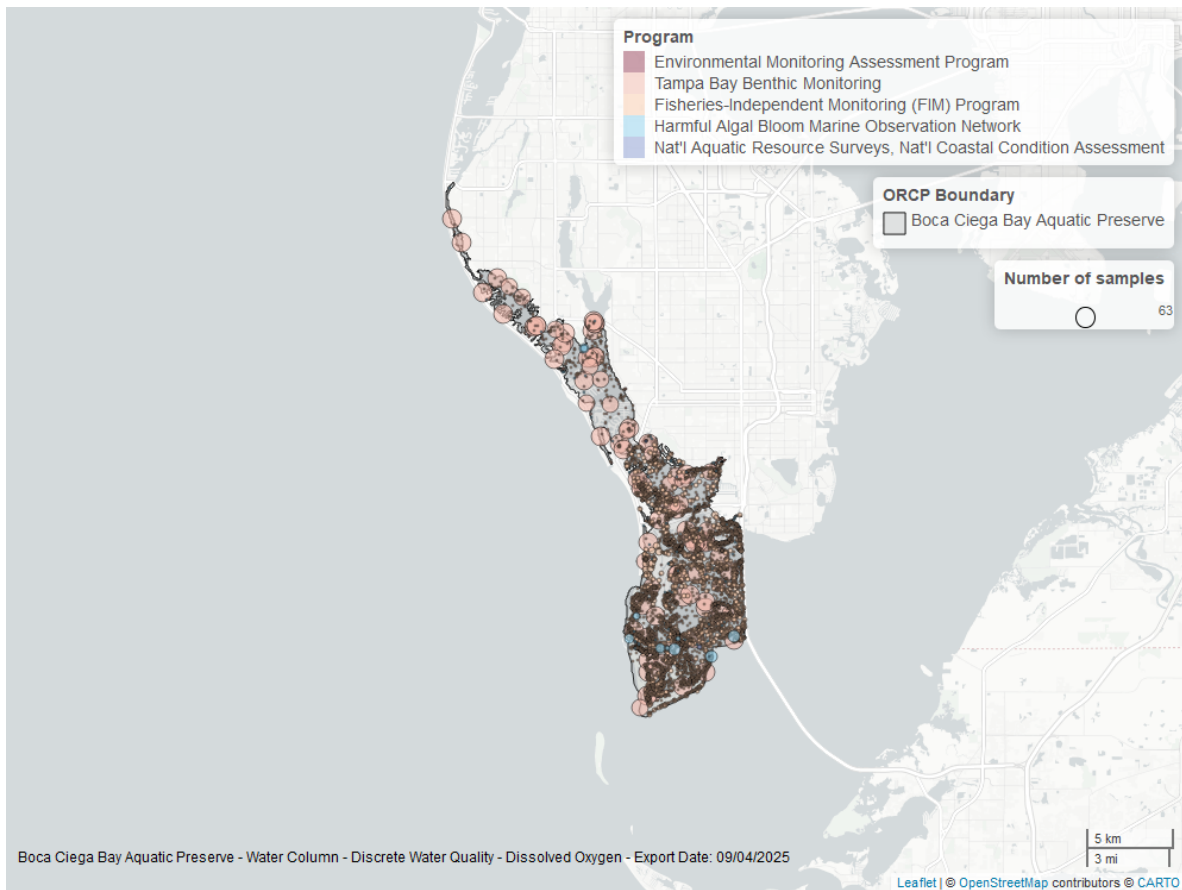 Program
Environmental Monitoring Assessment Program
Tampa Bay Benthic Monitoring
Fisheries-Independent Monitoring (FIM) Program
Harmful Algal Bloom Marine Observation Network
Nat'l Aquatic Resource Surveys, Nat'l Coastal Condition Assessment
ORCP Boundary
Boca Ciega Bay Aquatic Preserve
Number of samples
63
5 km
3 mi
Boca Ciega Bay Aquatic Preserve - Water Column - Discrete Water Quality - Dissolved Oxygen - Export Date: 09/04/2025
Leaflet | © OpenStreetMap contributors © CARTO